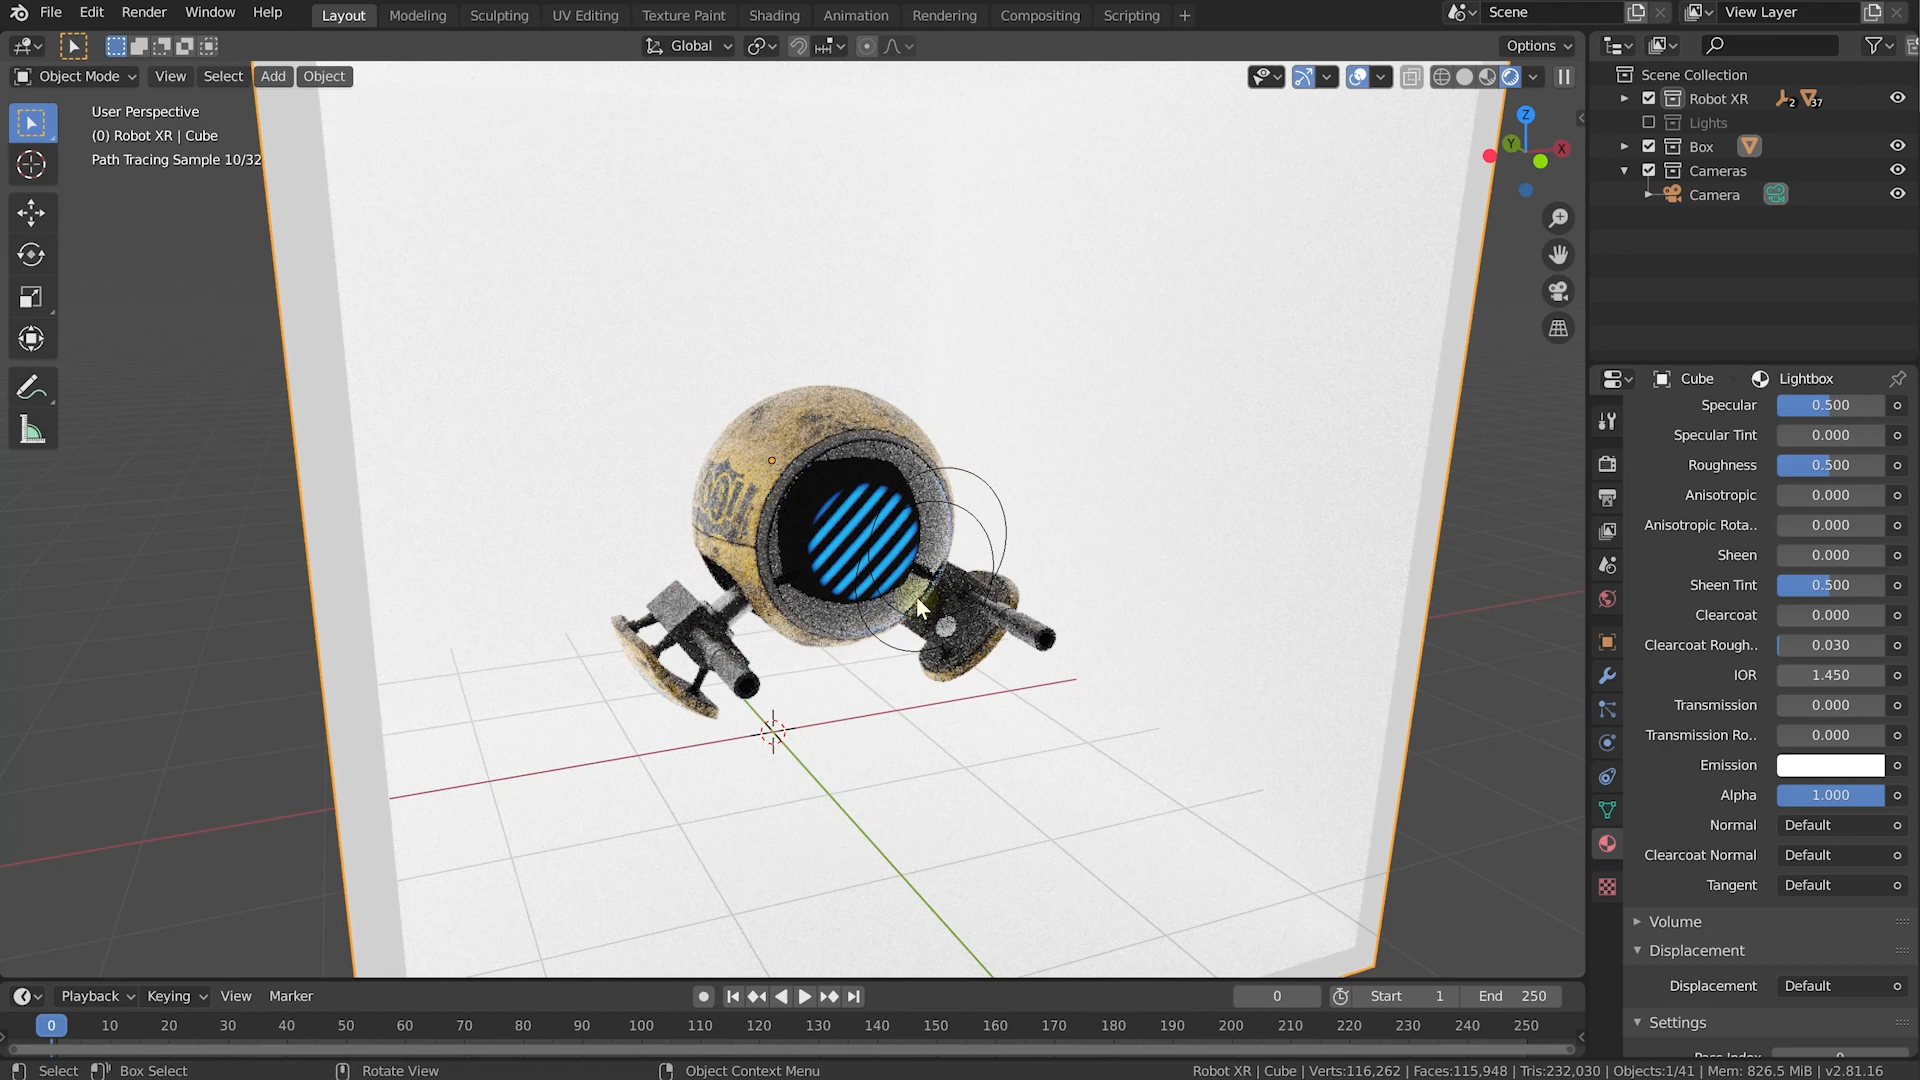 File Edit Render Window Help Layout Modeling Sculpting UV Editing Texture Paint Shading Animation Rendering Compositing Scripting Scene View Layer
Global Options
Object Mode View Select Add Object
User Perspective
(0) Robot XR | Cube
Path Tracing Sample 10/32
Z
Y
X
Scene Collection
Robot XR 2 37
Lights
Box
Cameras
Camera
Cube Lightbox
Specular 0.500
Specular Tint 0.000
Roughness 0.500
Anisotropic 0.000
Anisotropic Rota.. 0.000
Sheen 0.000
Sheen Tint 0.500
Clearcoat 0.000
Clearcoat Rough.. 0.030
IOR 1.450
Transmission 0.000
Transmission Ro.. 0.000
Emission
Alpha 1.000
Normal Default
Clearcoat Normal Default
Tangent Default
Volume
Displacement
Displacement Default
Settings
Pass Index 0
Playback Keying View Marker 0 Start 1 End 250
0 10 20 30 40 50 60 70 80 90 100 110 120 130 140 150 160 170 180 190 200 210 220 230 240 250
Select Box Select Rotate View Object Context Menu Robot XR | Cube | Verts:116,262 | Faces:115,948 | Tris:232,030 | Objects:1/41 | Mem: 826.5 MiB | v2.81.16